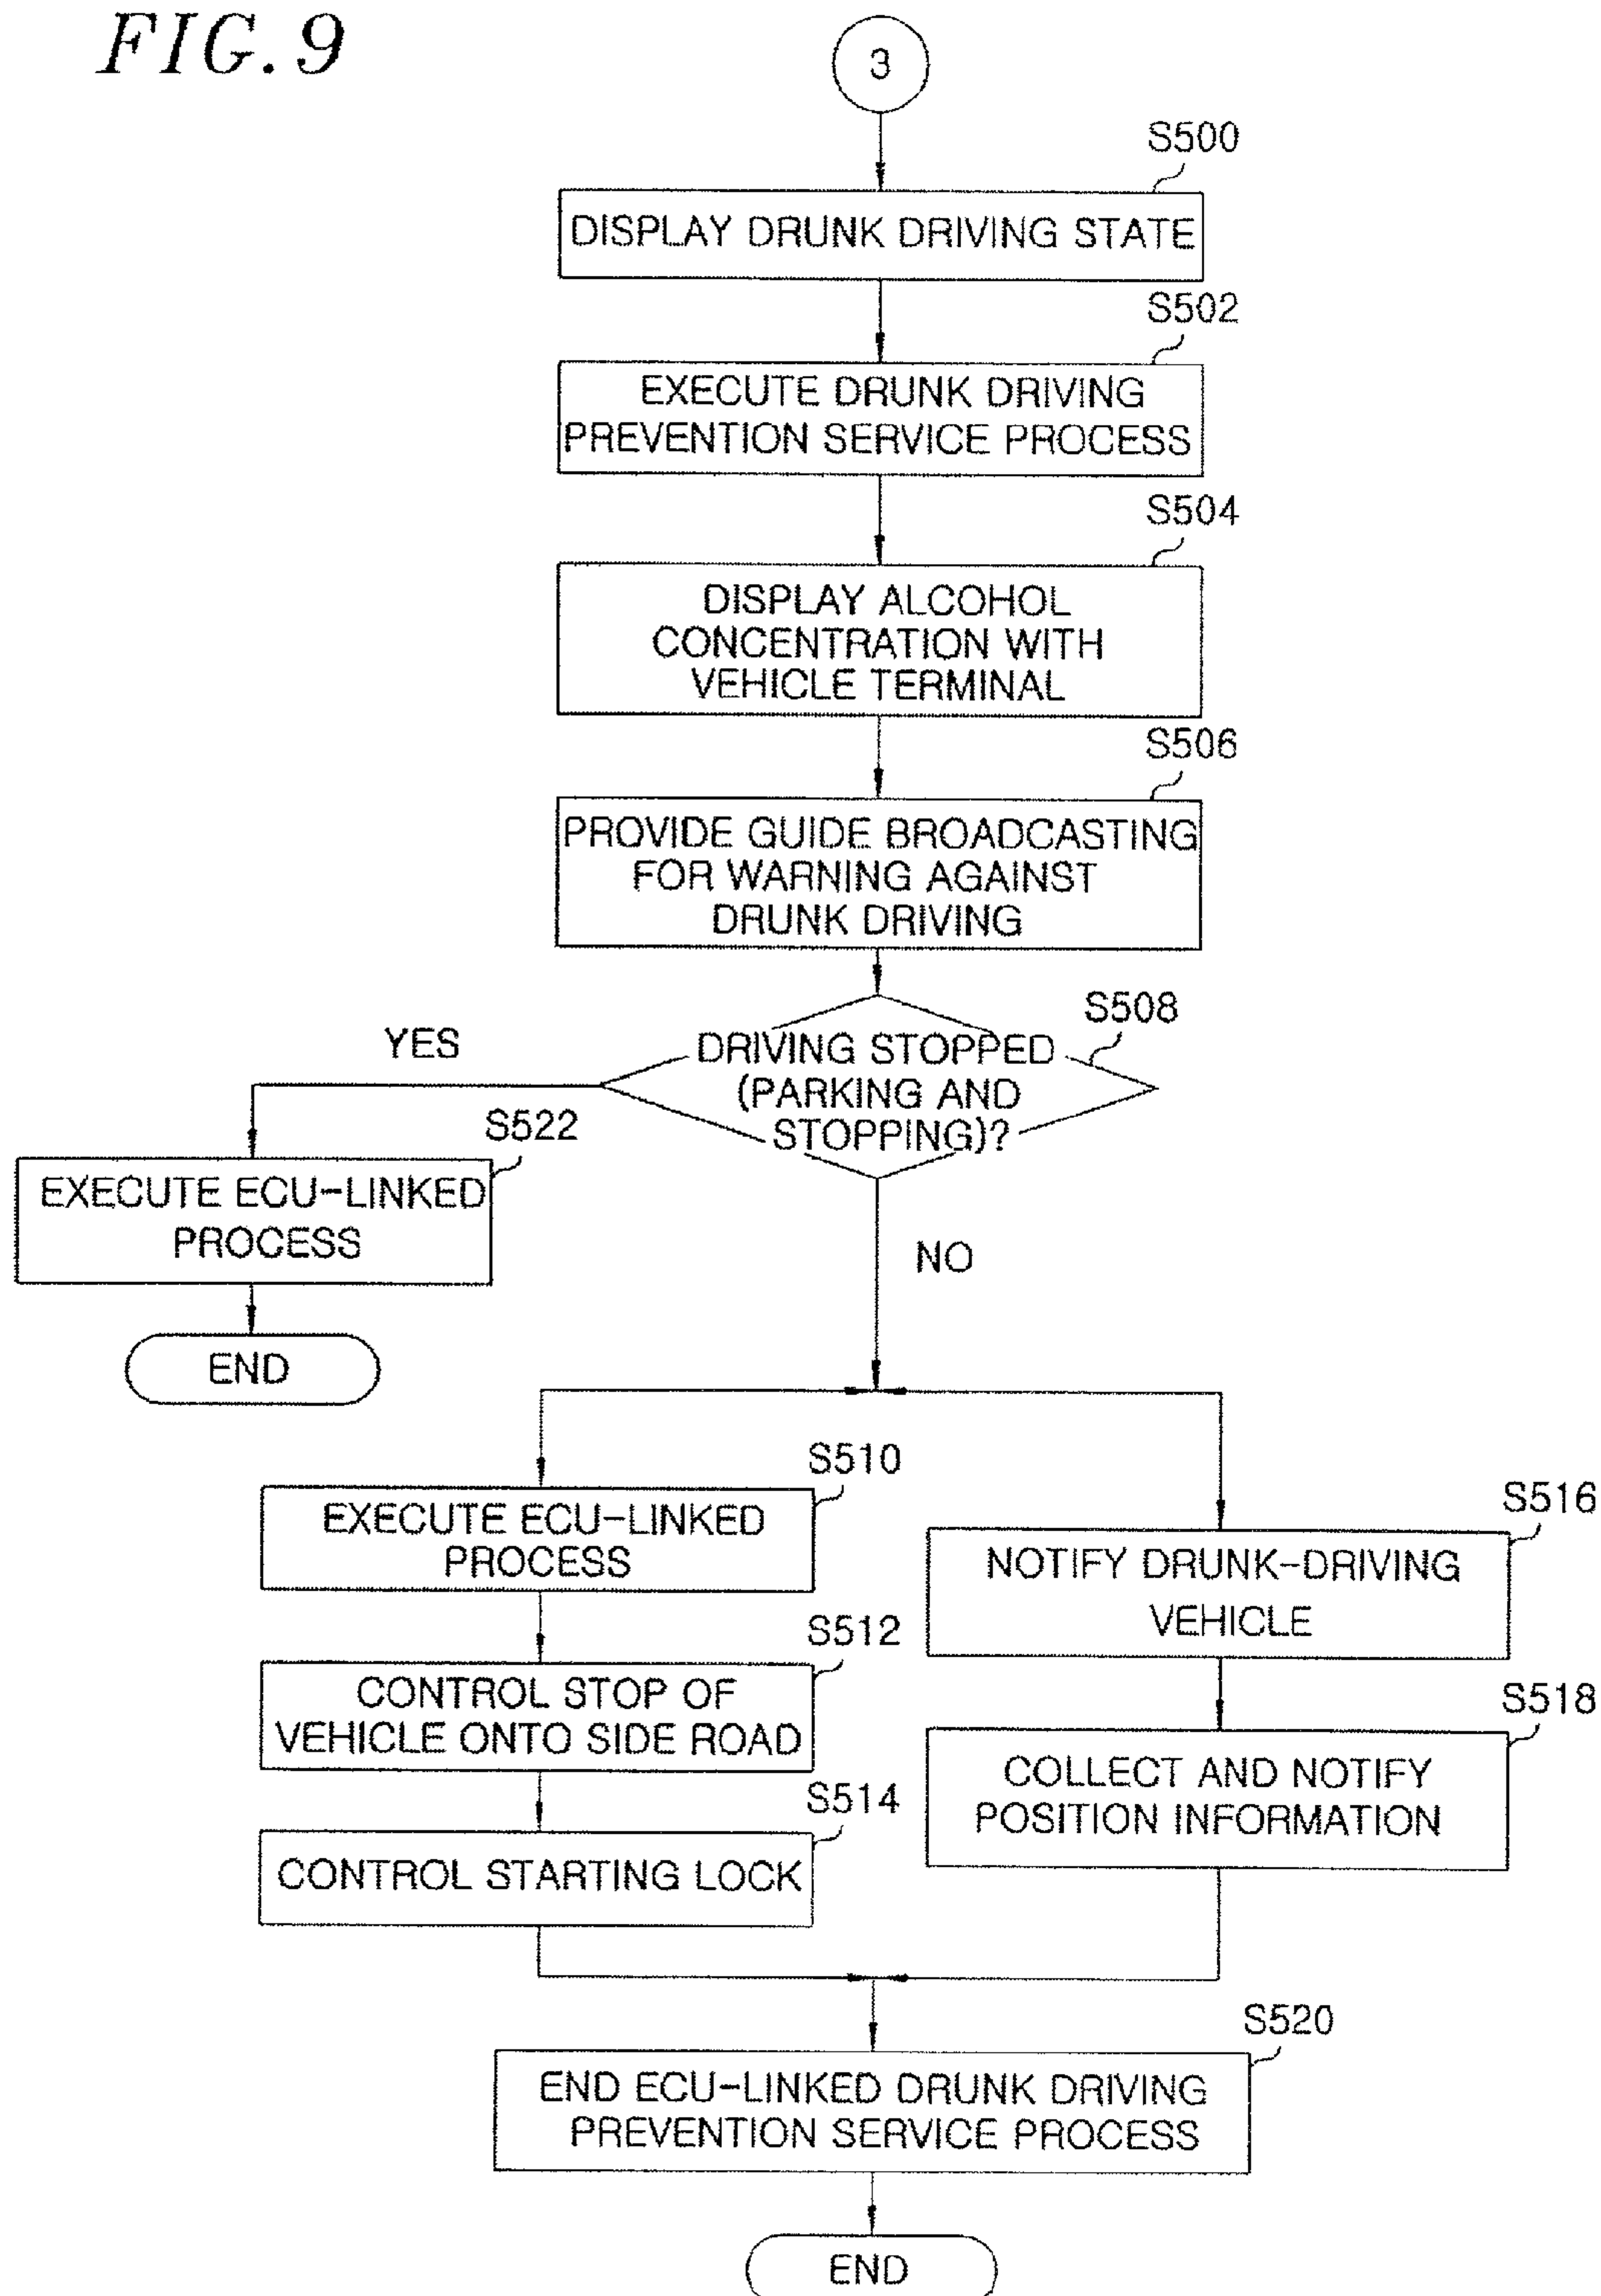 FIG. 9
3
S500
DISPLAY DRUNK DRIVING STATE
S502
EXECUTE DRUNK DRIVING
PREVENTION SERVICE PROCESS
S504
DISPLAY ALCOHOL
CONCENTRATION WITH
VEHICLE TERMINAL
S506
PROVIDE GUIDE BROADCASTING
FOR WARNING AGAINST
DRUNK DRIVING
S508
DRIVING STOPPED
(PARKING AND
STOPPING)?
YES
S522
EXECUTE ECU-LINKED
PROCESS
END
NO
S510
EXECUTE ECU-LINKED
PROCESS
S512
CONTROL STOP OF
VEHICLE ONTO SIDE ROAD
S514
CONTROL STARTING LOCK
S516
NOTIFY DRUNK-DRIVING
VEHICLE
S518
COLLECT AND NOTIFY
POSITION INFORMATION
S520
END ECU-LINKED DRUNK DRIVING
PREVENTION SERVICE PROCESS
END